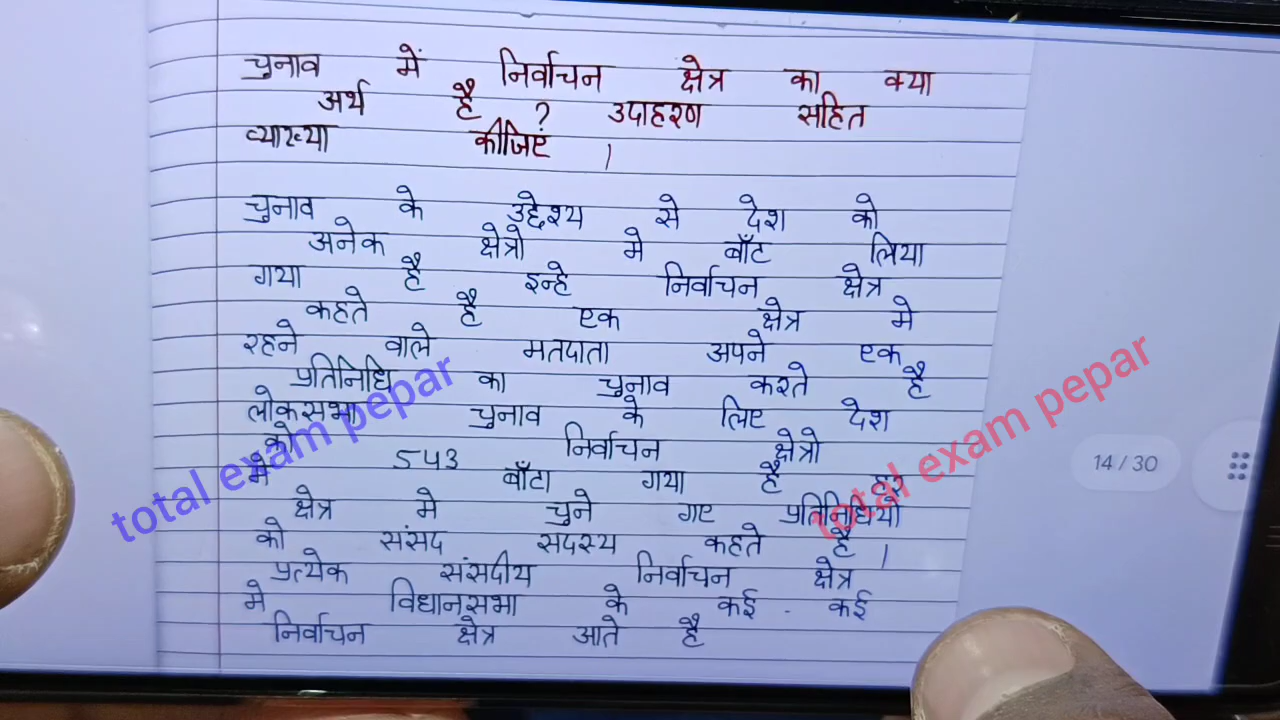 चुनाव में निर्वाचन क्षेत्र का क्या
अर्थ है ? उदाहरण सहित
व्याख्या कीजिएं ।
चुनाव के उद्देश्य से देश को
अनेक क्षेत्रो मे बाँट लिया
गया है इन्हे निर्वाचन क्षेत्र
कहते है एक क्षेत्र मे
रहने वाले मतदाता अपने एक
प्रतिनिधि का चुनाव करते है
लोकसभा चुनाव के लिए देश
को निर्वाचन क्षेत्रो
मे 543 बाँटा गया है हर
क्षेत्र मे चुने गए प्रतिनिधियो
को संसद सदस्य कहते है ।
प्रत्येक संसदीय निर्वाचन क्षेत्र
मे विधानसभा के कई - कई
निर्वाचन क्षेत्र आते है
total exam pepar
total exam pepar
14 / 30